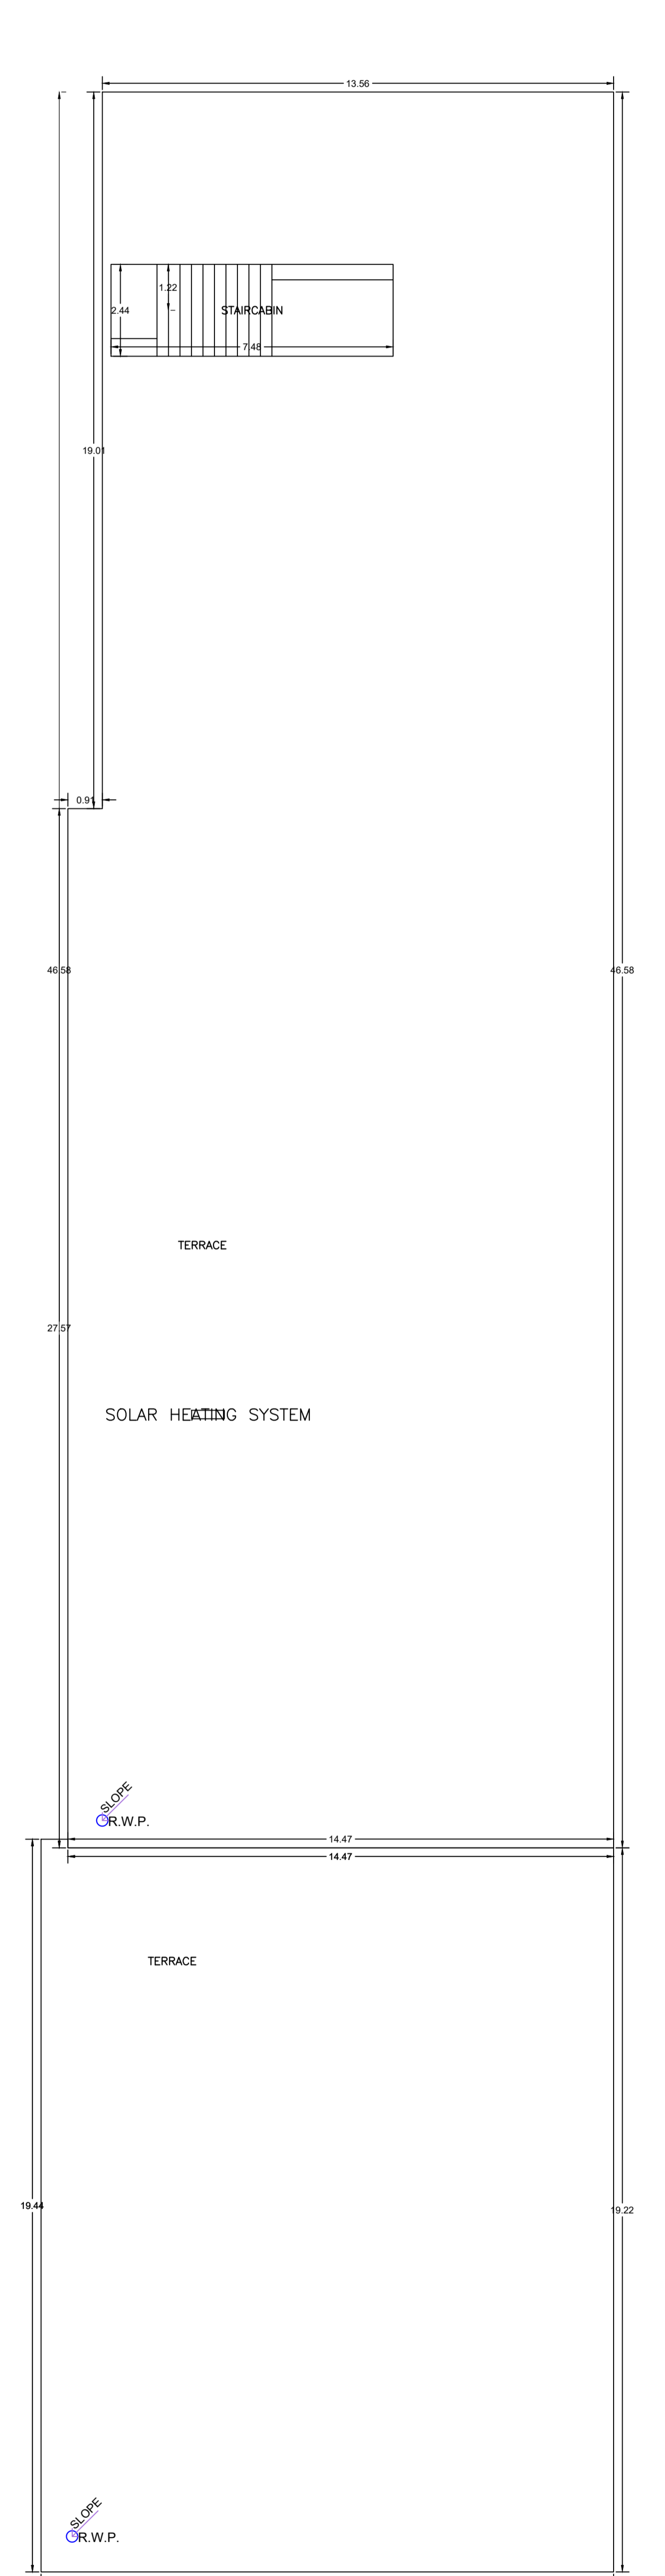 13.56
1.22
2.44
STAIRCABIN
7.48
19.01
0.91
46.58
46.58
TERRACE
27.57
SOLAR HEATING SYSTEM
SLOPE
R.W.P.
14.47
14.47
TERRACE
19.44
19.22
SLOPE
R.W.P.